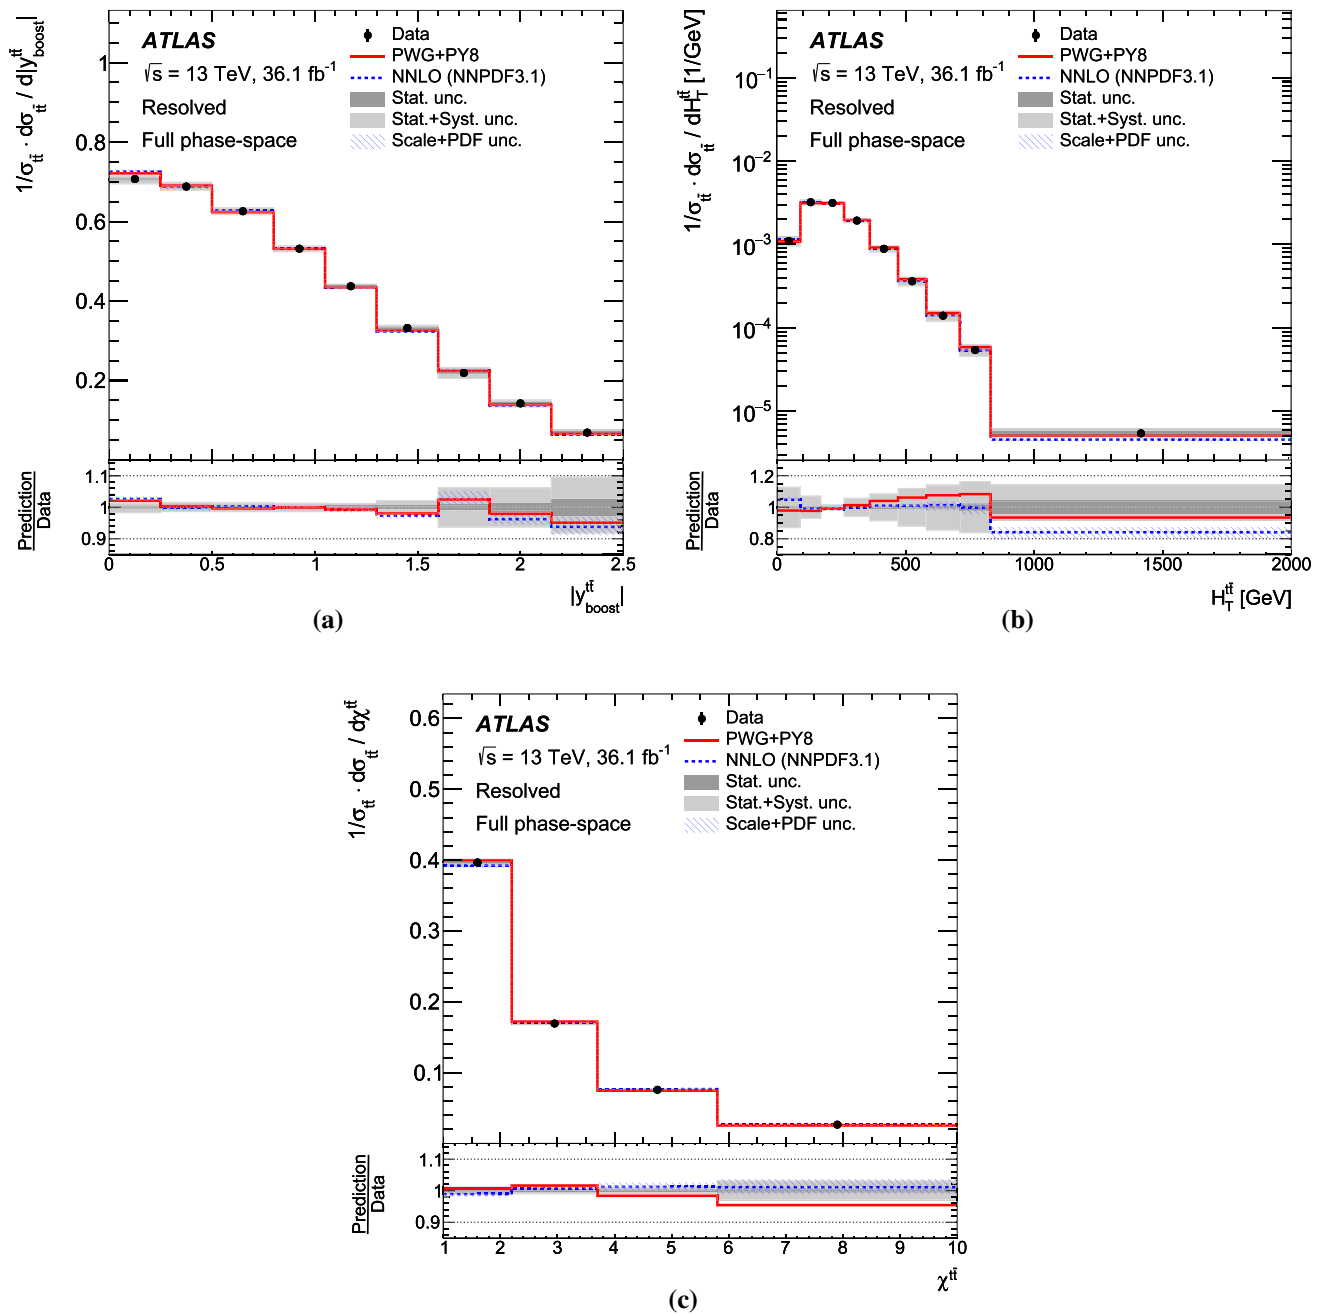 1/σ_tt̄ · dσ_tt̄ / d|y^tt̄_boost|
ATLAS
√s = 13 TeV, 36.1 fb⁻¹
Resolved
Full phase-space
Data
PWG+PY8
NNLO (NNPDF3.1)
Stat. unc.
Stat.+Syst. unc.
Scale+PDF unc.
1
0.8
0.6
0.4
0.2
Prediction
Data
1.1
1
0.9
0 0.5 1 1.5 2 2.5
|y^tt̄_boost|
(a)
1/σ_tt̄ · dσ_tt̄ / dH_T^tt̄ [1/GeV]
ATLAS
√s = 13 TeV, 36.1 fb⁻¹
Resolved
Full phase-space
Data
PWG+PY8
NNLO (NNPDF3.1)
Stat. unc.
Stat.+Syst. unc.
Scale+PDF unc.
10⁻¹
10⁻²
10⁻³
10⁻⁴
10⁻⁵
Prediction
Data
1.2
1
0.8
0 500 1000 1500 2000
H_T^tt̄ [GeV]
(b)
1/σ_tt̄ · dσ_tt̄ / dχ^tt̄
ATLAS
√s = 13 TeV, 36.1 fb⁻¹
Resolved
Full phase-space
Data
PWG+PY8
NNLO (NNPDF3.1)
Stat. unc.
Stat.+Syst. unc.
Scale+PDF unc.
0.6
0.5
0.4
0.3
0.2
0.1
Prediction
Data
1.1
1
0.9
1 2 3 4 5 6 7 8 9 10
χ^tt̄
(c)